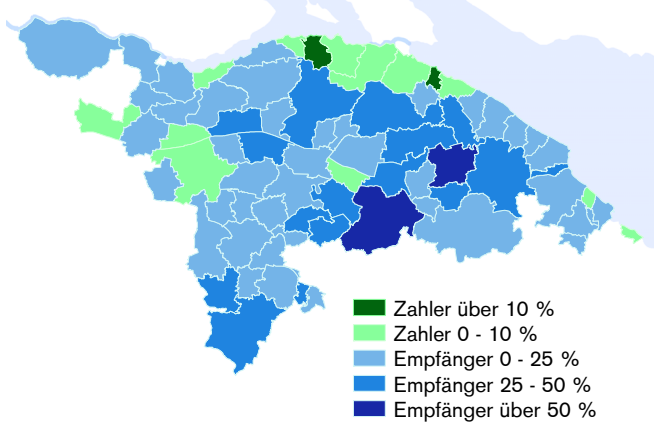 Zahler über 10 %
Zahler 0 - 10 %
Empfänger 0 - 25 %
Empfänger 25 - 50 %
Empfänger über 50 %